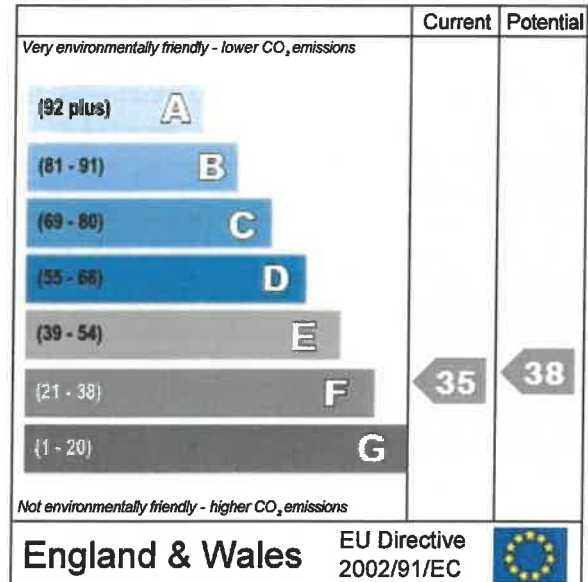 Current Potential
Very environmentally friendly - lower CO₂ emissions
(92 plus) A
(81 - 91) B
(69 - 80) C
(55 - 68) D
(39 - 54) E
(21 - 38) F 35 38
(1 - 20) G
Not environmentally friendly - higher CO₂ emissions
England & Wales
EU Directive
2002/91/EC